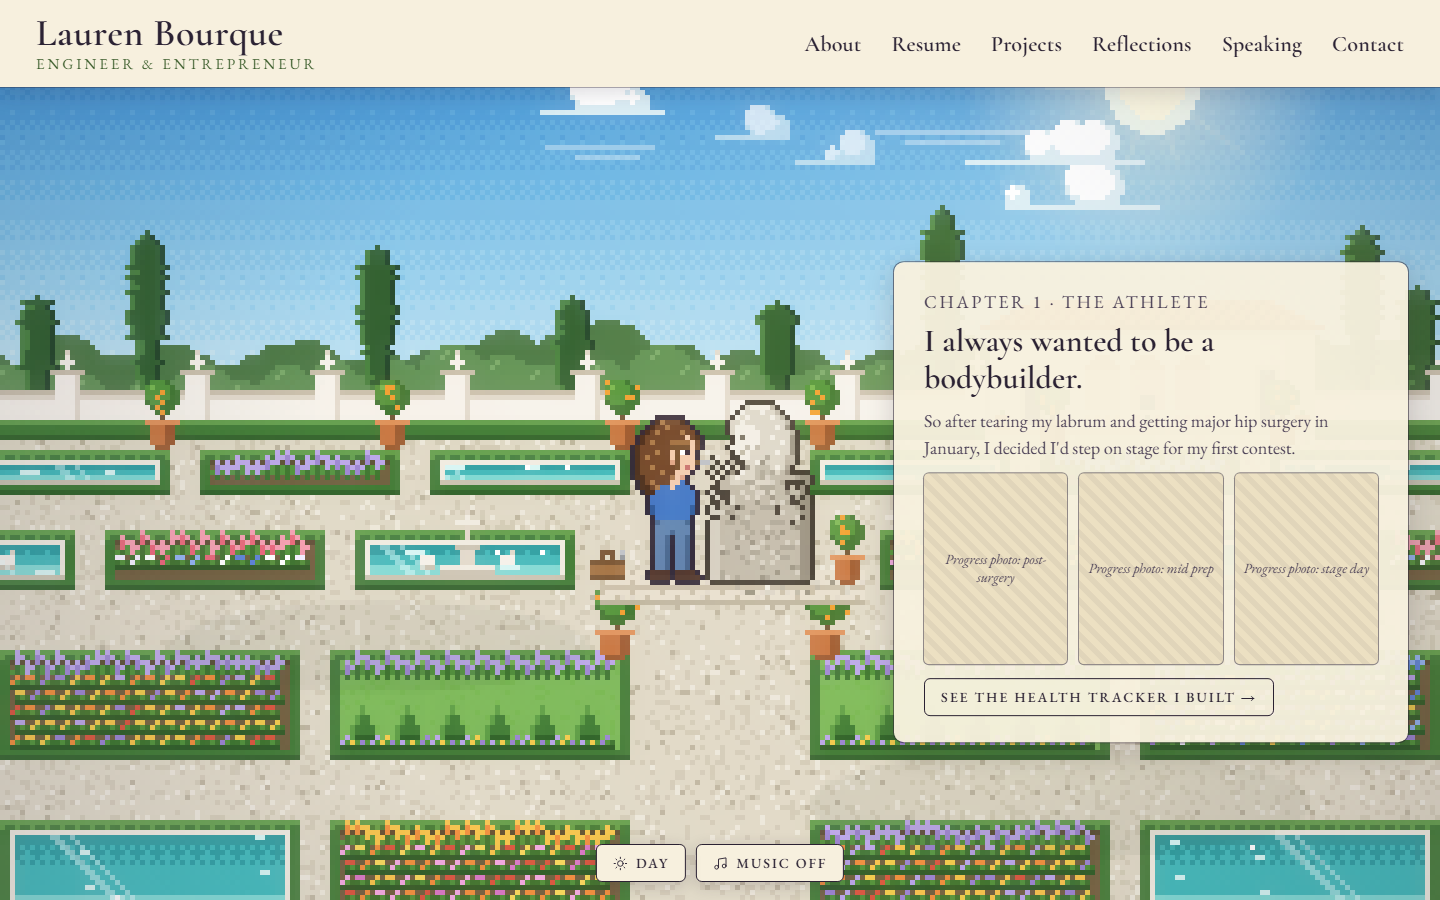 Lauren Bourque
ENGINEER & ENTREPRENEUR
About Resume Projects Reflections Speaking Contact
CHAPTER 1 · THE ATHLETE
I always wanted to be a
bodybuilder.
So after tearing my labrum and getting major hip surgery in
January, I decided I'd step on stage for my first contest.
Progress photo: post-
surgery
Progress photo: mid prep
Progress photo: stage day
SEE THE HEALTH TRACKER I BUILT →
DAY
MUSIC OFF